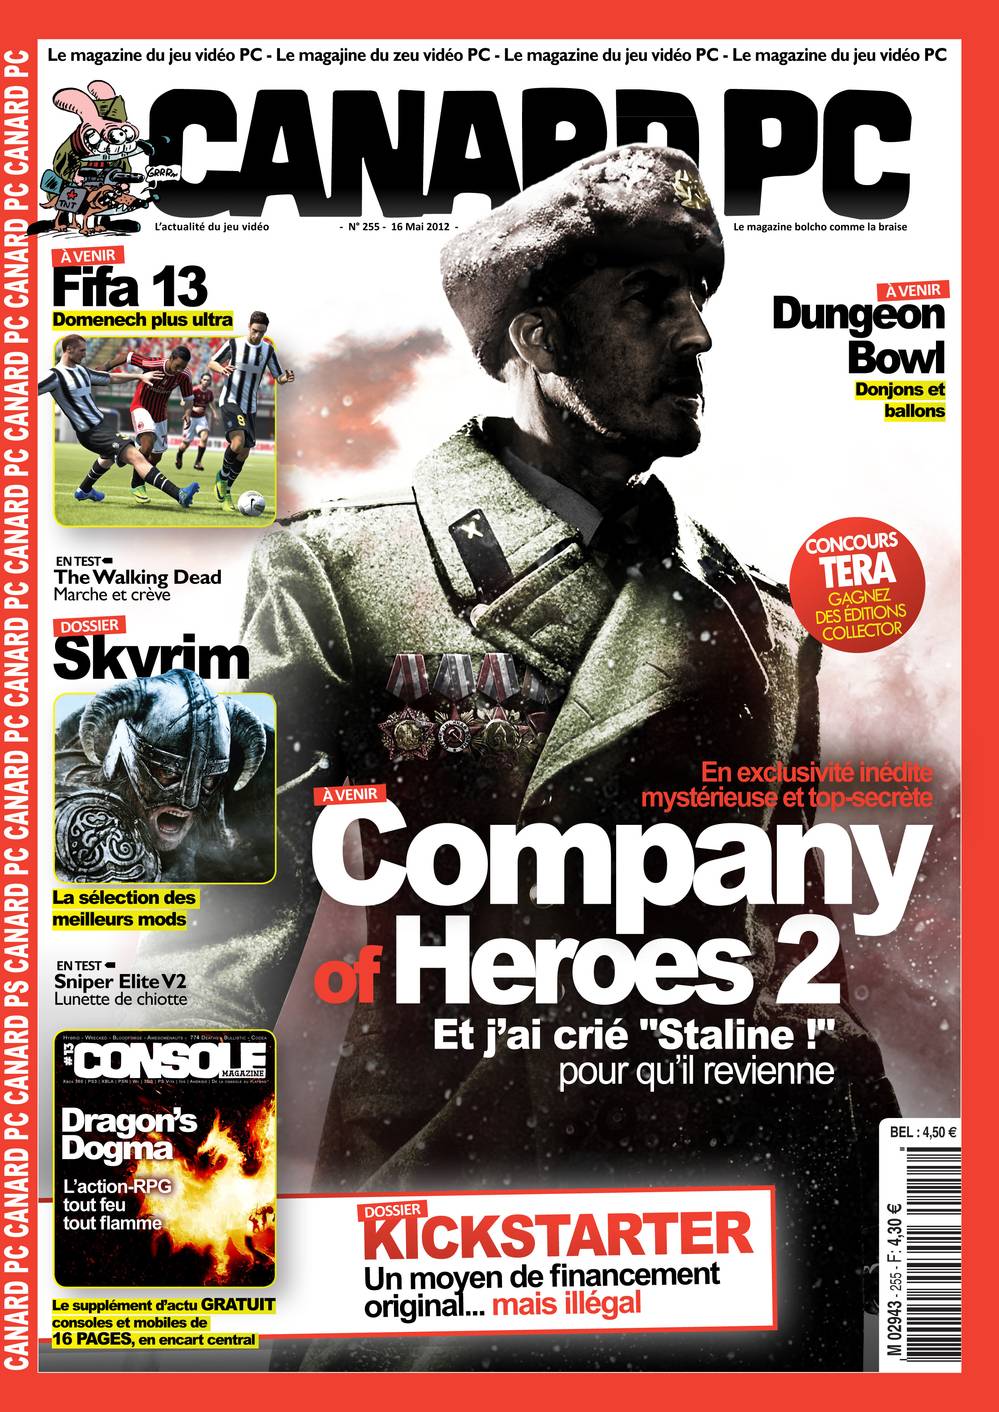 Le magazine du jeu vidéo PC - Le magajine du zeu vidéo PC - Le magazine du jeu vidéo PC - Le magazine du jeu vidéo PC
CANARD PC
GRRR
TNT
L'actualité du jeu vidéo - N° 255 - 16 Mai 2012 - Le magazine bolcho comme la braise
CANARD PC CANARD PC CANARD PS CANARD PC CANARD PC CANARD PC CANARD PC CANARD PC CANARD PC CANARD PC
À VENIR
Fifa 13
Domenech plus ultra
À VENIR
Dungeon
Bowl
Donjons et
ballons
EN TEST
The Walking Dead
Marche et crève
CONCOURS
TERA
GAGNEZ
DES ÉDITIONS
COLLECTOR
DOSSIER
Skyrim
La sélection des
meilleurs mods
En exclusivité inédite
mystérieuse et top-secrète
À VENIR
Company
of Heroes 2
Et j'ai crié "Staline !"
pour qu'il revienne
EN TEST
Sniper Elite V2
Lunette de chiotte
#13
CONSOLE
MAGAZINE
Dragon's
Dogma
L'action-RPG
tout feu
tout flamme
Le supplément d'actu GRATUIT
consoles et mobiles de
16 PAGES, en encart central
DOSSIER
KICKSTARTER
Un moyen de financement
original... mais illégal
BEL : 4,50 €
M 02943 - 255 - F: 4,30 €